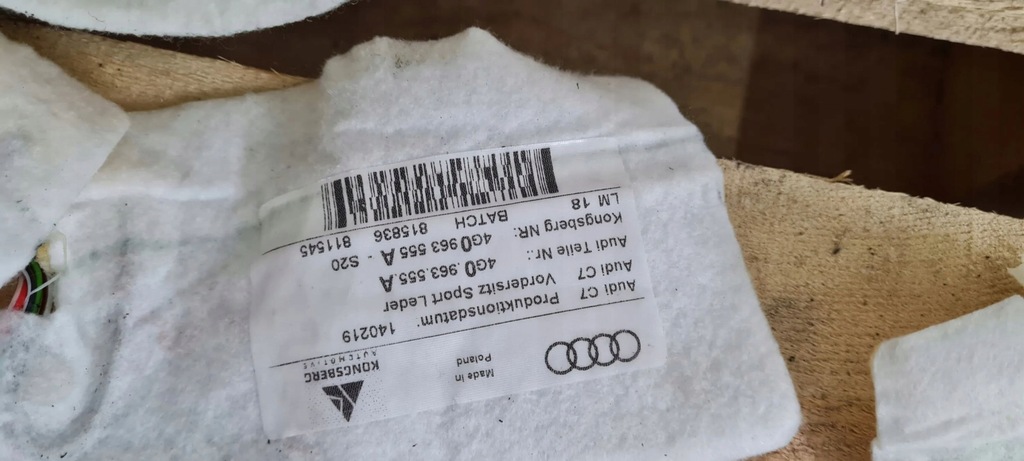 Made in
Poland
KONGSBERG
AUTOMOTIVE
Audi C7 Produktionsdatum: 140219
Audi C7 Vordersitz Sport Leder
Audi Teile Nr.: 4G0.963.555.A
Kongsberg NR: 4G0 963 555 A - S20
LM 18 BATCH 815836 811545